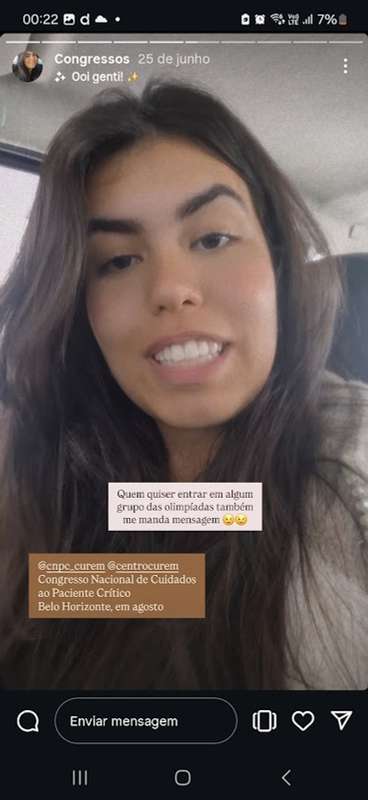 00:22
7%
Congressos 25 de junho
✨ Ooi genti! ✨
Quem quiser entrar em algum
grupo das olimpíadas também
me manda mensagem 😉😉
@cnpc_curem @centrocurem
Congresso Nacional de Cuidados
ao Paciente Crítico
Belo Horizonte, em agosto
Enviar mensagem